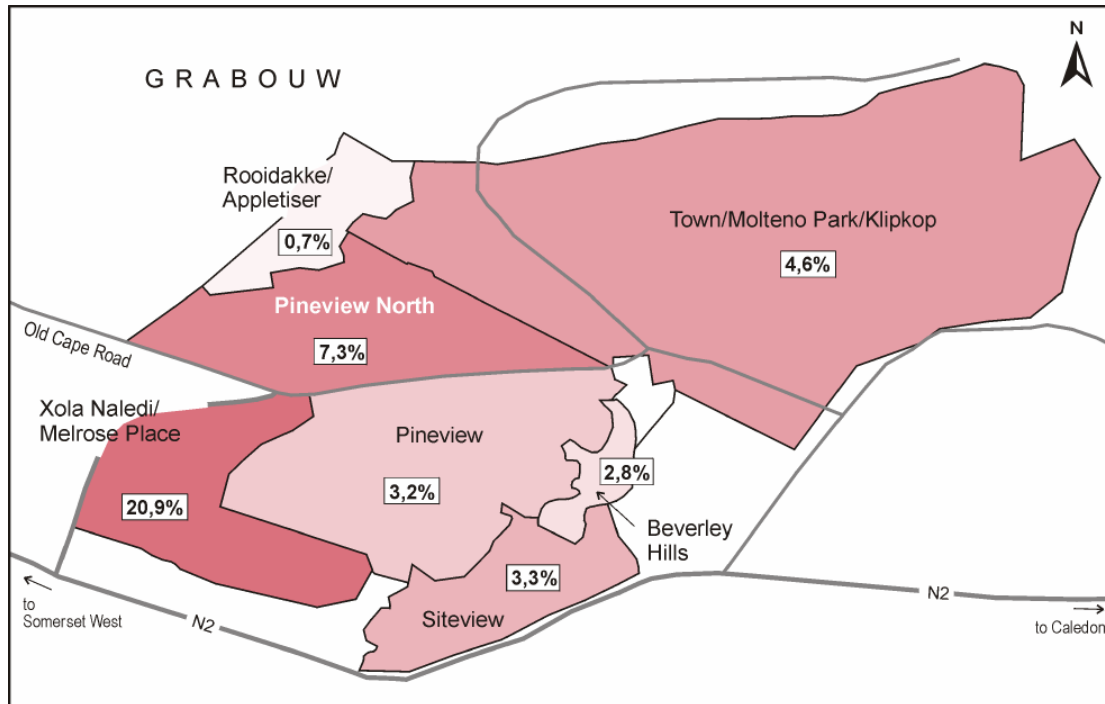 N
G R A B O U W
Rooidakke/
Appletiser
0,7%
Town/Molteno Park/Klipkop
4,6%
Pineview North
7,3%
Old Cape Road
Xola Naledi/
Melrose Place
20,9%
Pineview
3,2%
2,8%
Beverley
Hills
3,3%
Siteview
to
Somerset West
N2
N2
to Caledon